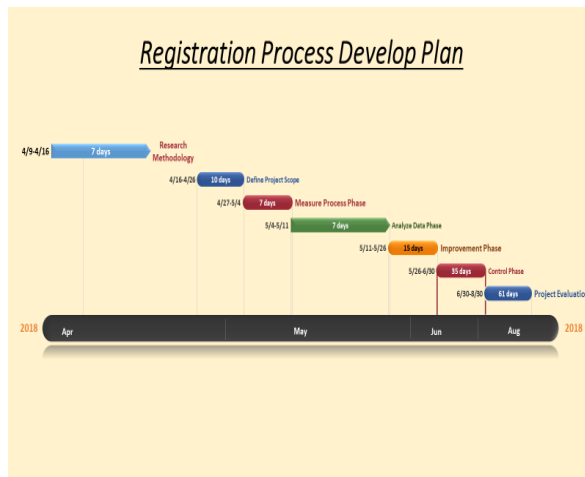 Registration Process Develop Plan
4/9-4/16 7 days Research
Methodology
4/16-4/26 10 days Define Project Scope
4/27-5/4 7 days Measure Process Phase
5/4-5/11 7 days Analyze Data Phase
5/11-5/26 15 days Improvement Phase
5/26-6/30 35 days Control Phase
6/30-8/30 61 days Project Evaluatio
2018 Apr May Jun Aug 2018